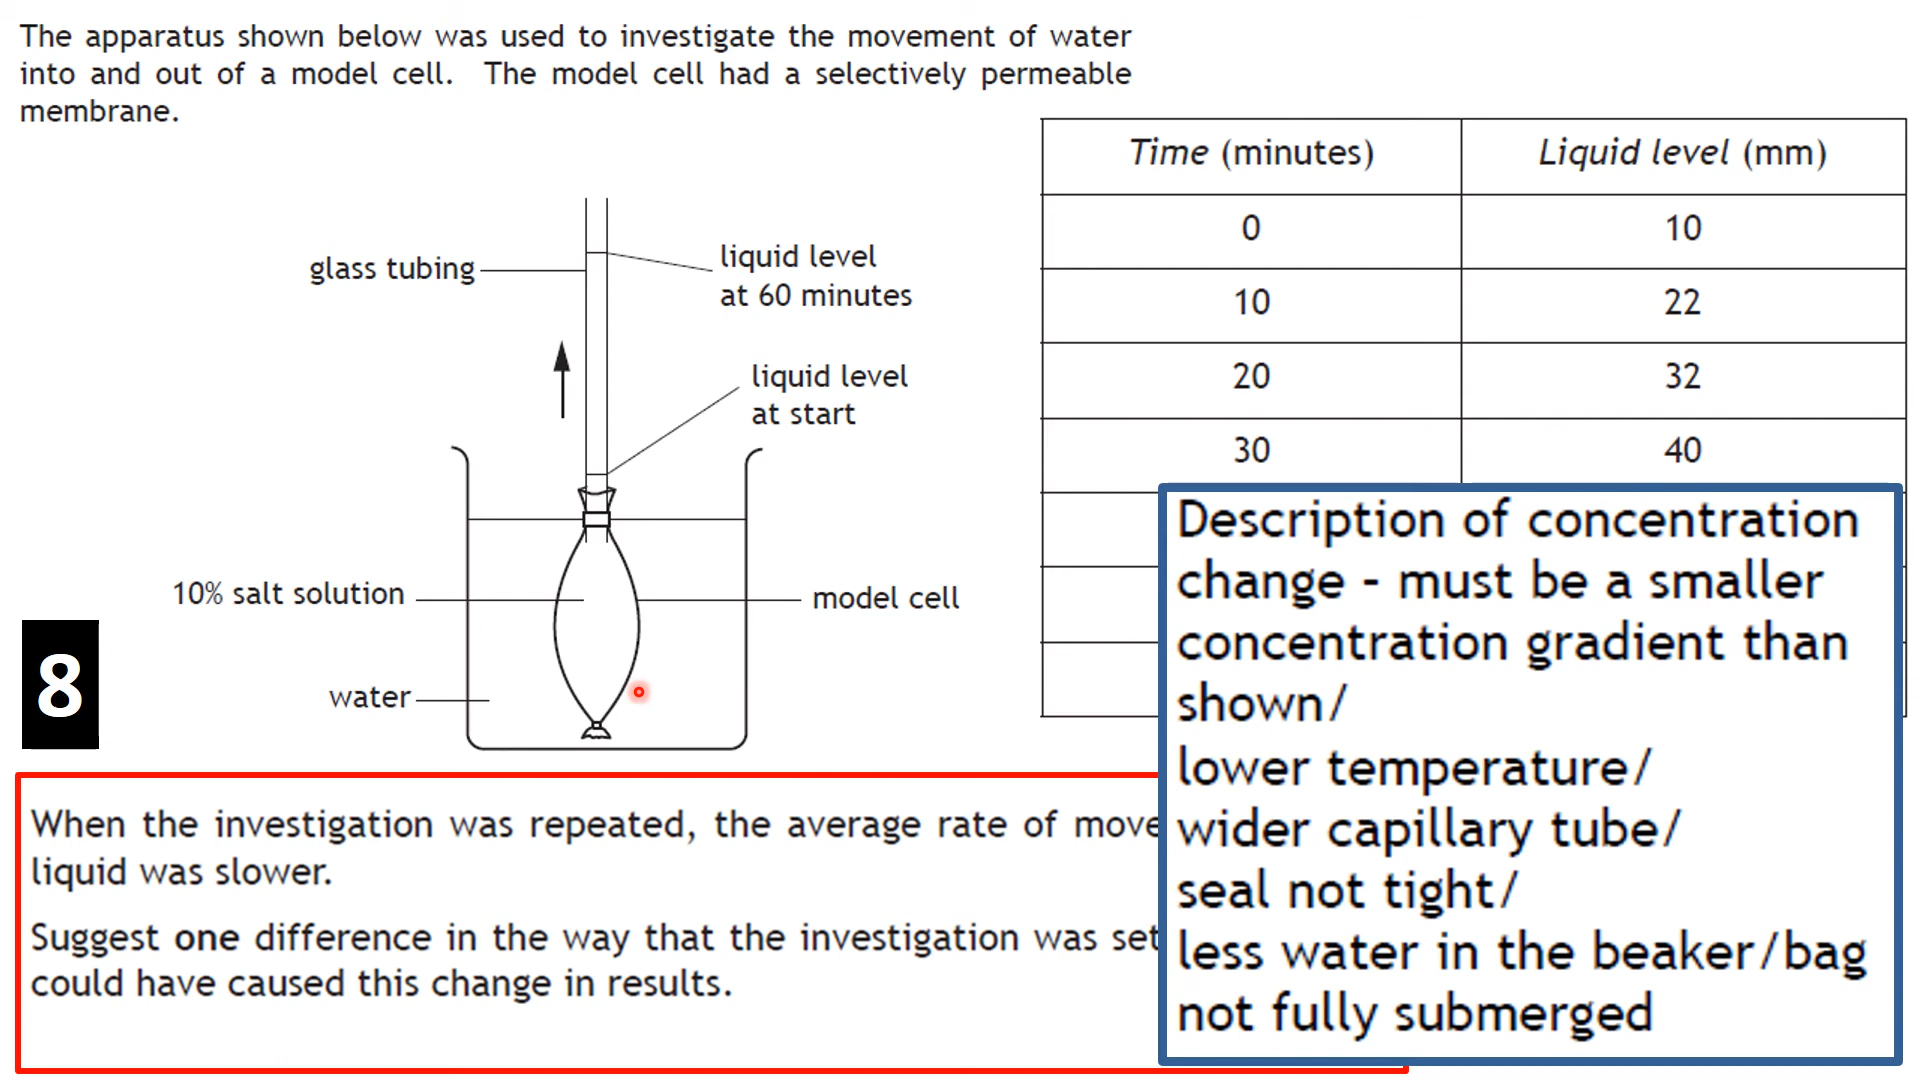 The apparatus shown below was used to investigate the movement of water
into and out of a model cell. The model cell had a selectively permeable
membrane.
Time (minutes) Liquid level (mm)
0 10
10 22
20 32
30 40
glass tubing
liquid level
at 60 minutes
liquid level
at start
10% salt solution
model cell
water
8
When the investigation was repeated, the average rate of move
liquid was slower.
Suggest one difference in the way that the investigation was set
could have caused this change in results.
Description of concentration
change - must be a smaller
concentration gradient than
shown/
lower temperature/
wider capillary tube/
seal not tight/
less water in the beaker/bag
not fully submerged